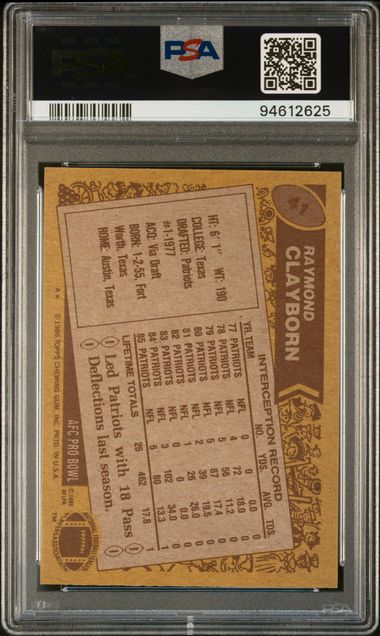 PSA
PSA
94612625
41
RAYMOND
CLAYBORN
HT: 6' 1" WT: 190
COLLEGE: Texas
DRAFTED: Patriots
#1-1977
ACQ: Via Draft
BORN: 1-2-55, Fort
Worth, Texas
HOME: Austin, Texas
INTERCEPTION RECORD
YR. TEAM NO. YDS. AVG. TDS.
77 PATRIOTS NFL 0 0 0.0 0
78 PATRIOTS NFL 4 72 18.0 0
79 PATRIOTS NFL 5 56 11.2 0
80 PATRIOTS NFL 5 87 17.4 0
81 PATRIOTS NFL 2 39 19.5 0
82 PATRIOTS NFL 1 26 26.0 0
83 PATRIOTS NFL 0 0 0.0 0
84 PATRIOTS NFL 3 102 34.0 0
85 PATRIOTS NFL 6 80 13.3 1
LIFETIME TOTALS 26 462 17.8 1
Led Patriots with 18 Pass
Deflections last season.
A * © 1986 TOPPS CHEWING GUM, INC. PRTD. IN U.S.A.
AFC PRO BOWL
TM
PSA